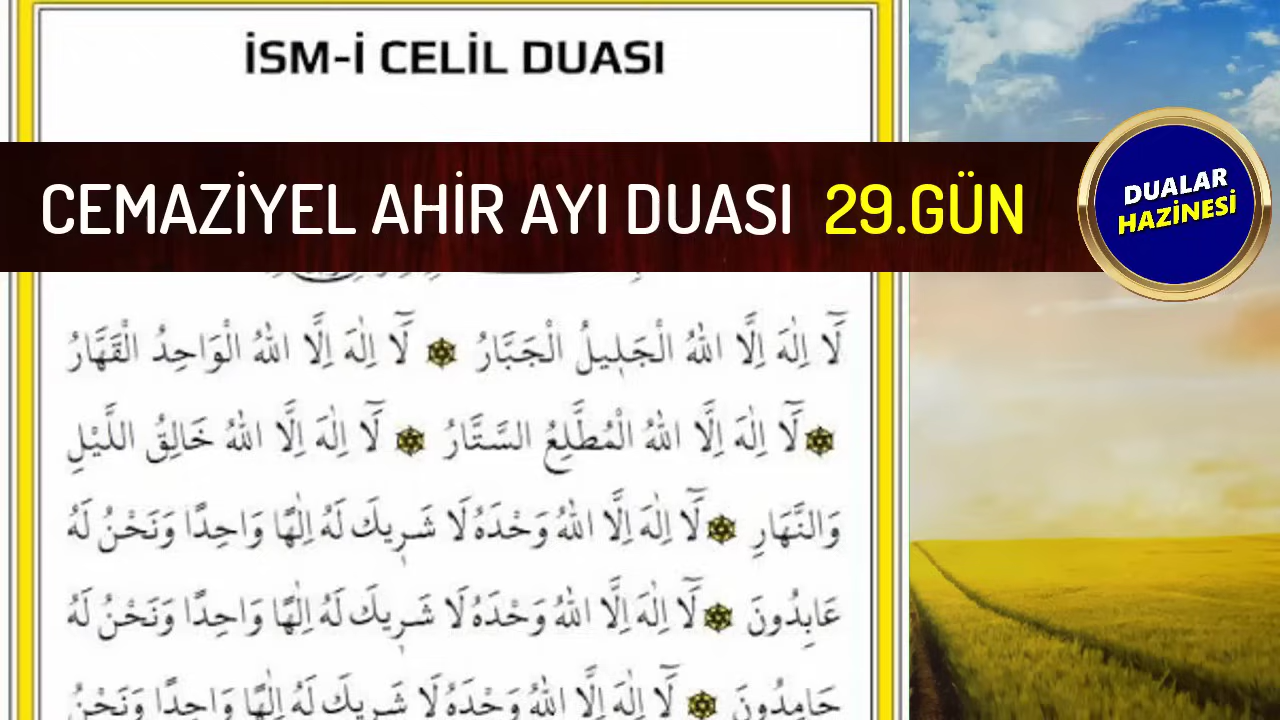 İSM-İ CELİL DUASI
CEMAZİYEL AHİR AYI DUASI 29.GÜN
DUALAR
HAZİNESİ
لَٓا اِلٰهَ اِلَّا اللهُ الْجَلٖيلُ الْجَبَّارُ ۞ لَٓا اِلٰهَ اِلَّا اللهُ الْوَاحِدُ الْقَهَّارُ
۞ لَٓا اِلٰهَ اِلَّا اللهُ الْمُطَّلِعُ السَّتَّارُ ۞ لَٓا اِلٰهَ اِلَّا اللهُ خَالِقُ اللَّيْلِ
وَالنَّهَارِ ۞ لَٓا اِلٰهَ اِلَّا اللهُ وَحْدَهُ لَا شَرٖيكَ لَهُ اِلٰهًا وَاحِدًا وَنَحْنُ لَهُ
عَابِدُونَ ۞ لَٓا اِلٰهَ اِلَّا اللهُ وَحْدَهُ لَا شَرٖيكَ لَهُ اِلٰهًا وَاحِدًا وَنَحْنُ لَهُ
حَامِدُونَ ۞ لَٓا اِلٰهَ اِلَّا اللهُ وَحْدَهُ لَا شَرٖيكَ لَهُ اِلٰهًا وَاحِدًا وَنَحْنُ